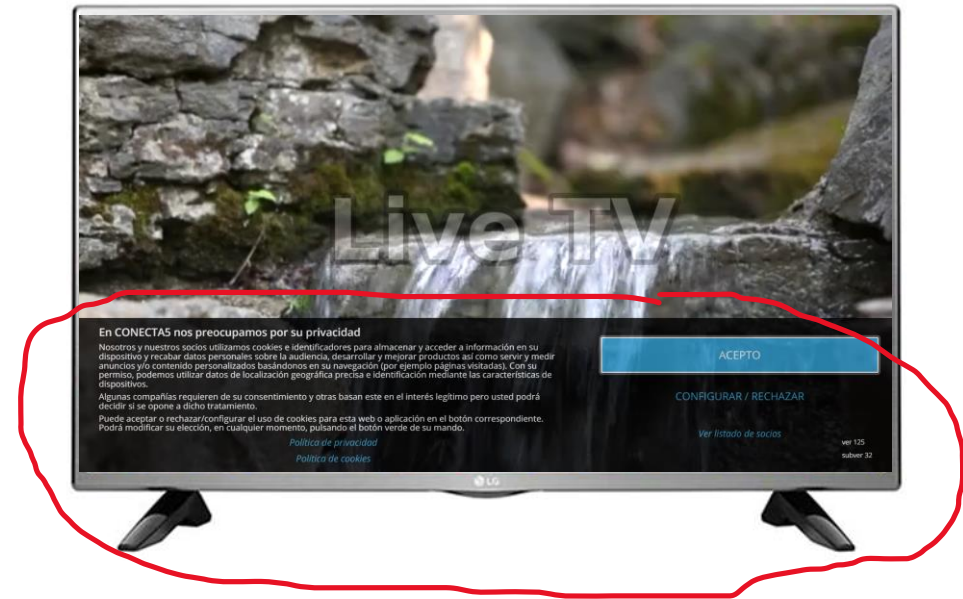 Live TV
En CONECTA5 nos preocupamos por su privacidad
Nosotros y nuestros socios utilizamos cookies e identificadores para almacenar y acceder a información en su
dispositivo y recabar datos personales sobre la audiencia, desarrollar y mejorar productos así como servir y medir
anuncios y/o contenido personalizados basándonos en su navegación (por ejemplo páginas visitadas). Con su
permiso, podemos utilizar datos de localización geográfica precisa e identificación mediante las características de
dispositivos.
Algunas compañías requieren de su consentimiento y otras basan este en el interés legítimo pero usted podrá
decidir si se opone a dicho tratamiento.
Puede aceptar o rechazar/configurar el uso de cookies para esta web o aplicación en el botón correspondiente.
Podrá modificar su elección, en cualquier momento, pulsando el botón verde de su mando.
Política de privacidad
Política de cookies
ACEPTO
CONFIGURAR / RECHAZAR
Ver listado de socios
ver 125
subver 32
LG